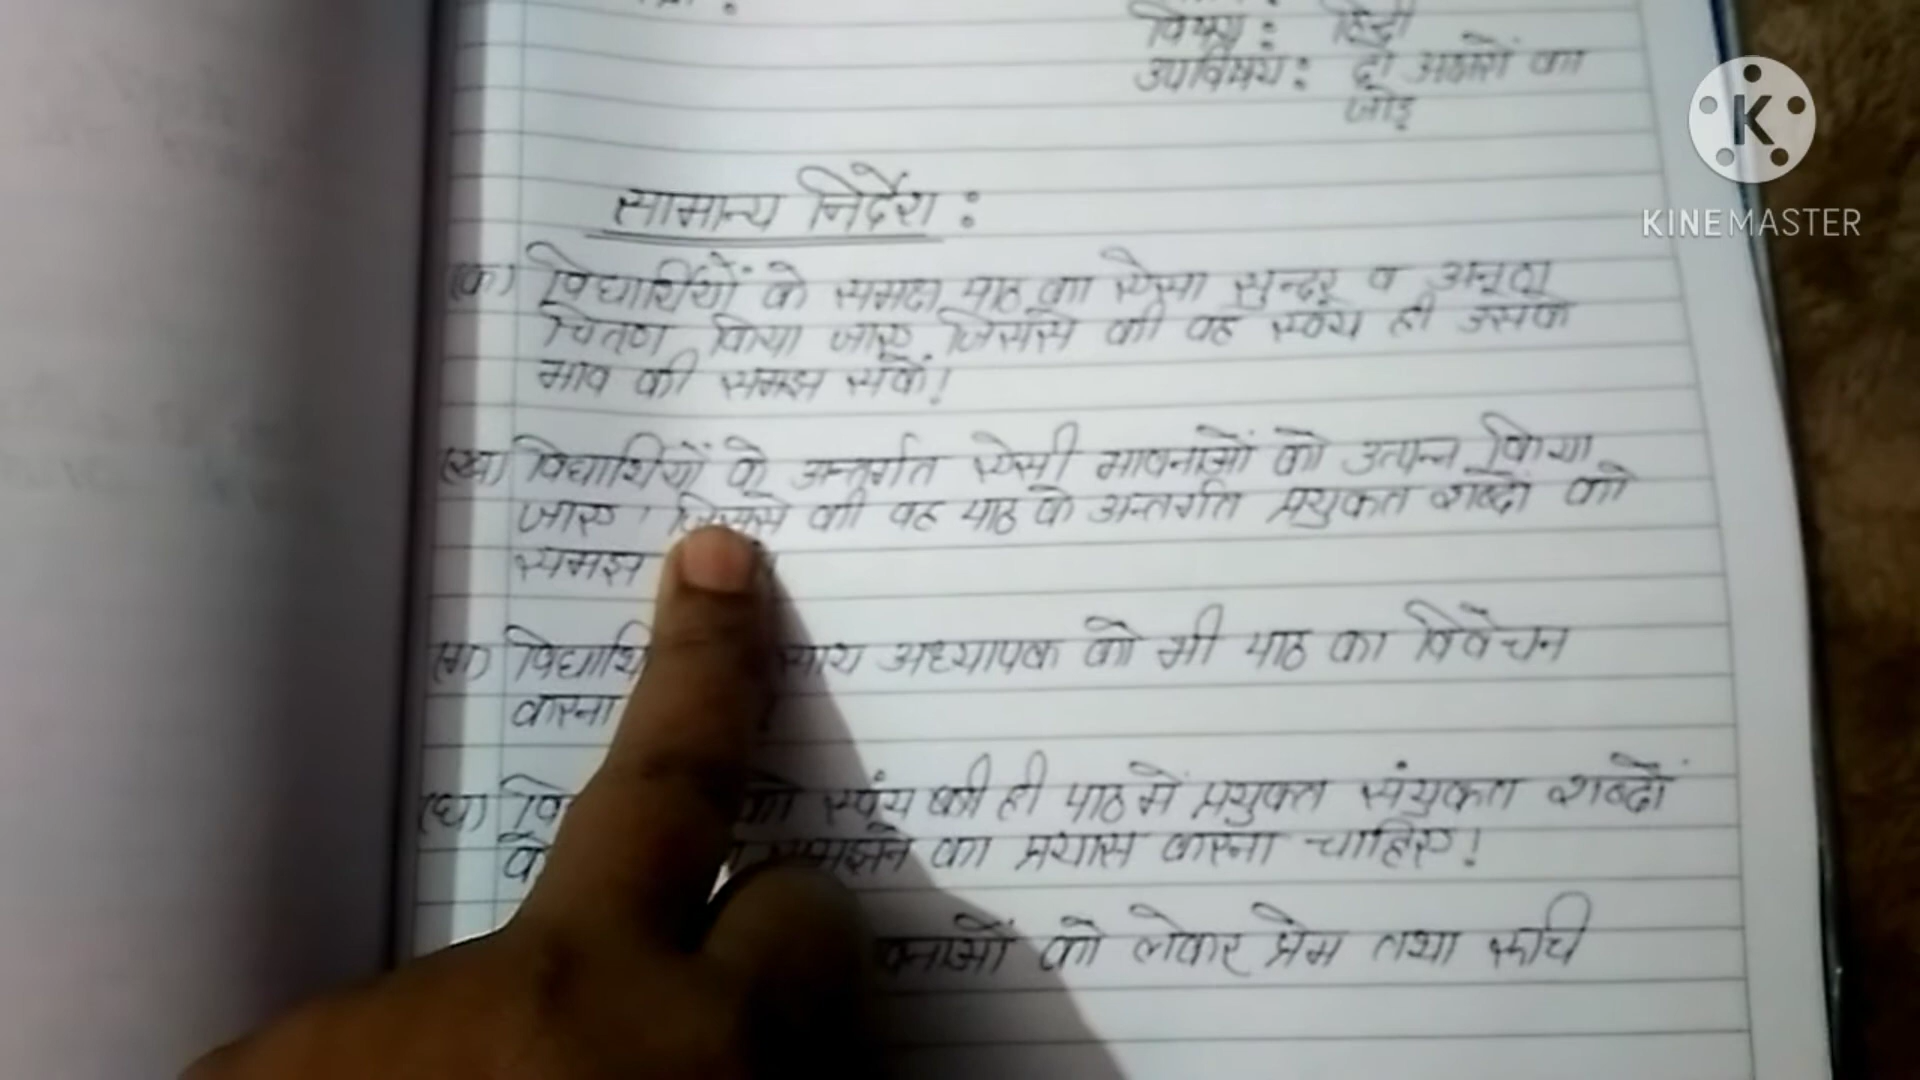 विषय : हिन्दी
उपविषय : दो अक्षरों का
जोड़
KINEMASTER
सामान्य निर्देश :
(क) विद्यार्थियों के समक्ष पाठ का ऐसा सुन्दर व अनूठा
चित्रण किया जाए जिससे की वह स्वयं ही उसके
भाव की समझ सकें।
(ख) विद्यार्थियों के अन्तर्गत ऐसी भावनाओं को उत्पन्न किया
जाए। जिससे की वह पाठ के अन्तर्गत प्रयुक्त शब्दों को
समझ
(ग) अध्यापक को भी पाठ का विवेचन
करना
(घ) को स्वंय की ही पाठ में प्रयुक्त संयुक्त शब्दों
समझने का प्रयास करना चाहिए।
को लेकर प्रेम तथा रूचि